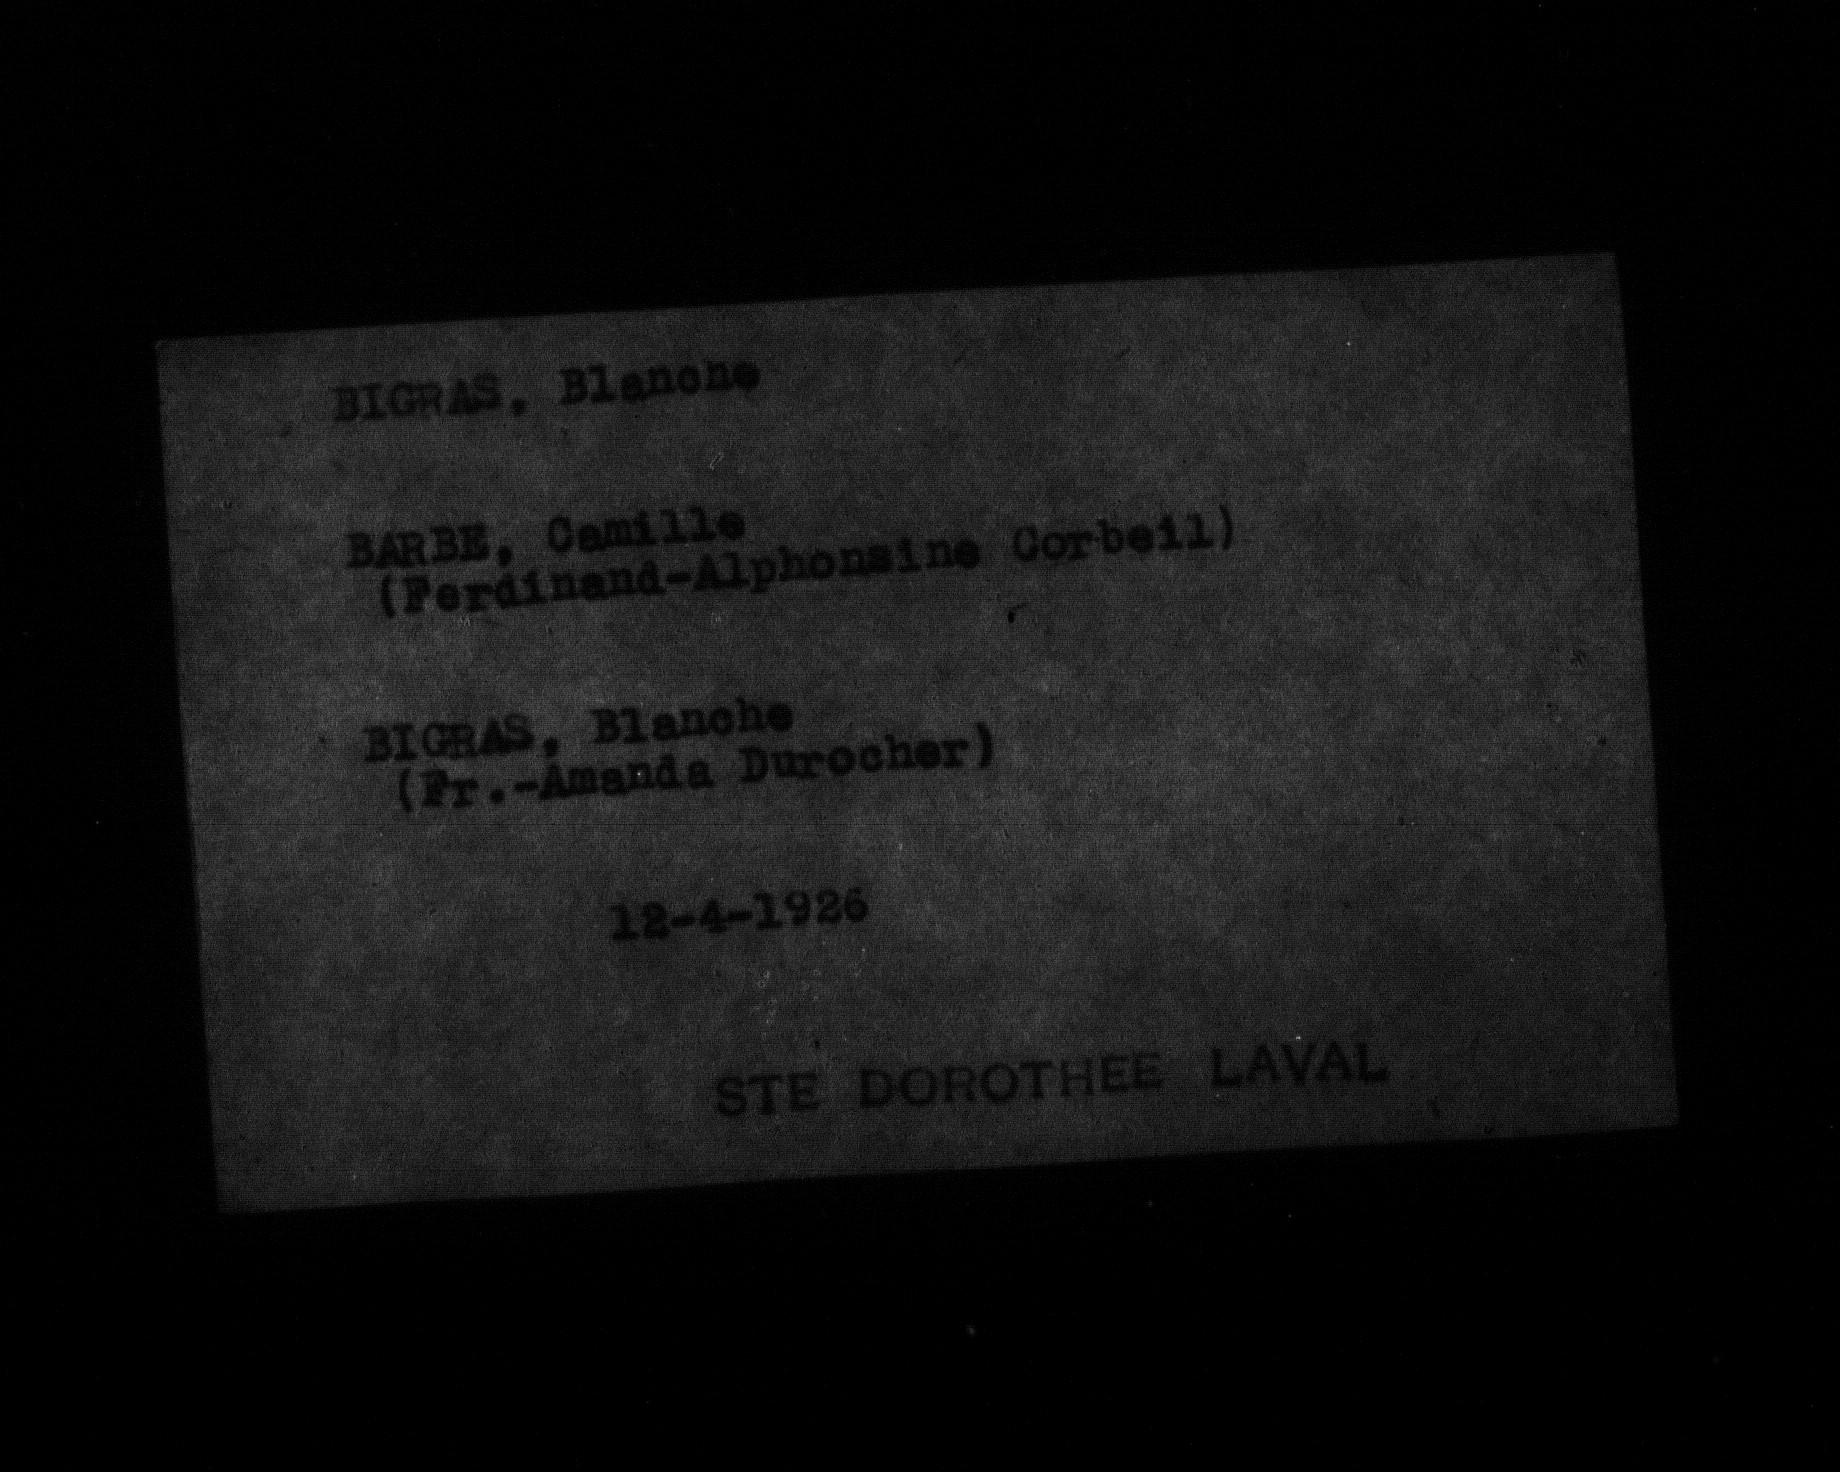 BIGRAS, Blanche
BARBE, Camille
(Ferdinand-Alphonsine Corbeil)
BIGRAS, Blanche
(Fr.-Amanda Durocher)
12-4-1926
STE DOROTHEE LAVAL